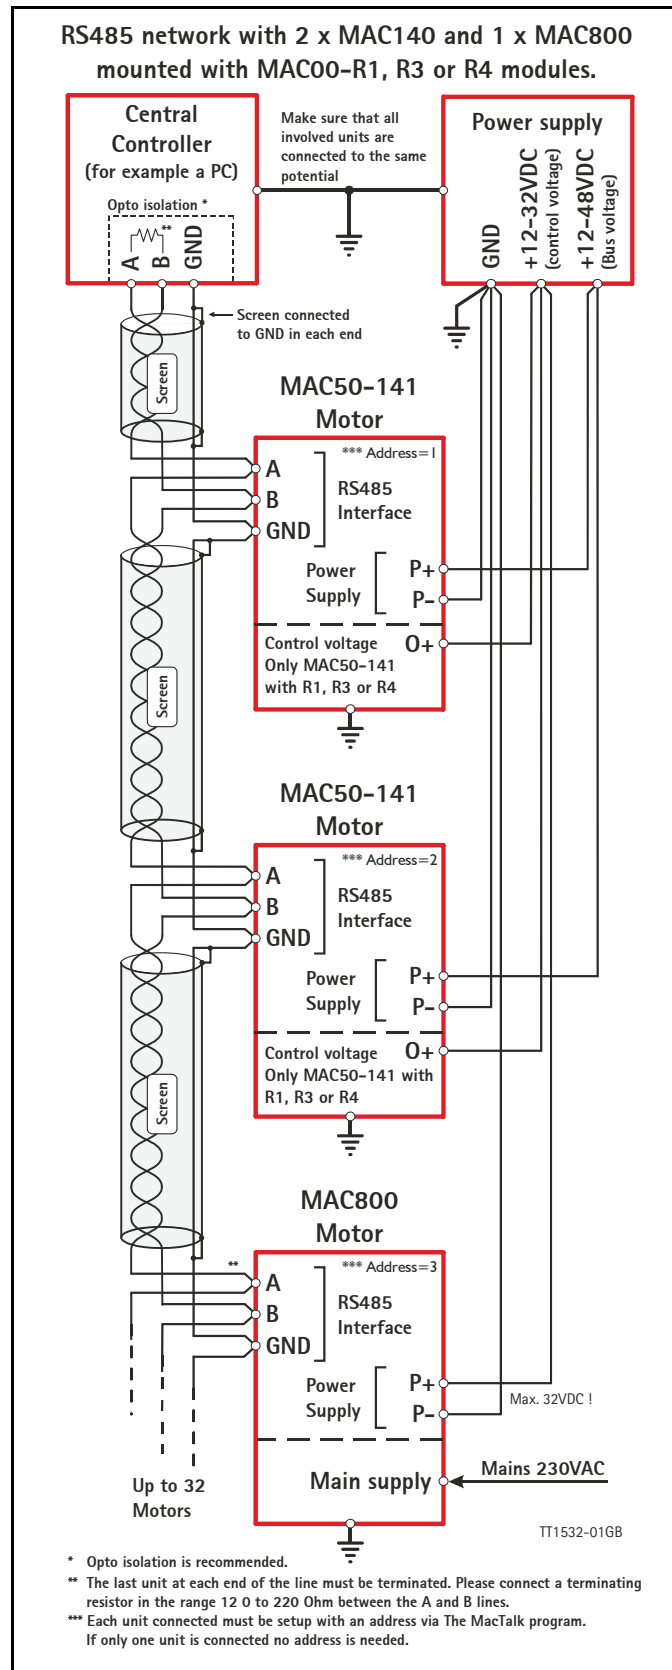 RS485 network with 2 x MAC140 and 1 x MAC800
mounted with MAC00-R1, R3 or R4 modules.
Central
Controller
(for example a PC)
Opto isolation *
**
A
B
GND
Make sure that all
involved units are
connected to the same
potential
Power supply
GND
+12-32VDC
(control voltage)
+12-48VDC
(Bus voltage)
Screen connected
to GND in each end
Screen
MAC50-141
Motor
*** Address=1
A
B
GND
RS485
Interface
Power
Supply
P+
P-
Control voltage
Only MAC50-141
with R1, R3 or R4
O+
Screen
MAC50-141
Motor
*** Address=2
A
B
GND
RS485
Interface
Power
Supply
P+
P-
Control voltage
Only MAC50-141 with
R1, R3 or R4
O+
Screen
MAC800
Motor
**
*** Address=3
A
B
GND
RS485
Interface
Power
Supply
P+
P-
Max. 32VDC !
Main supply
Mains 230VAC
Up to 32
Motors
TT1532-01GB
* Opto isolation is recommended.
** The last unit at each end of the line must be terminated. Please connect a terminating
resistor in the range 12 0 to 220 Ohm between the A and B lines.
*** Each unit connected must be setup with an address via The MacTalk program.
If only one unit is connected no address is needed.